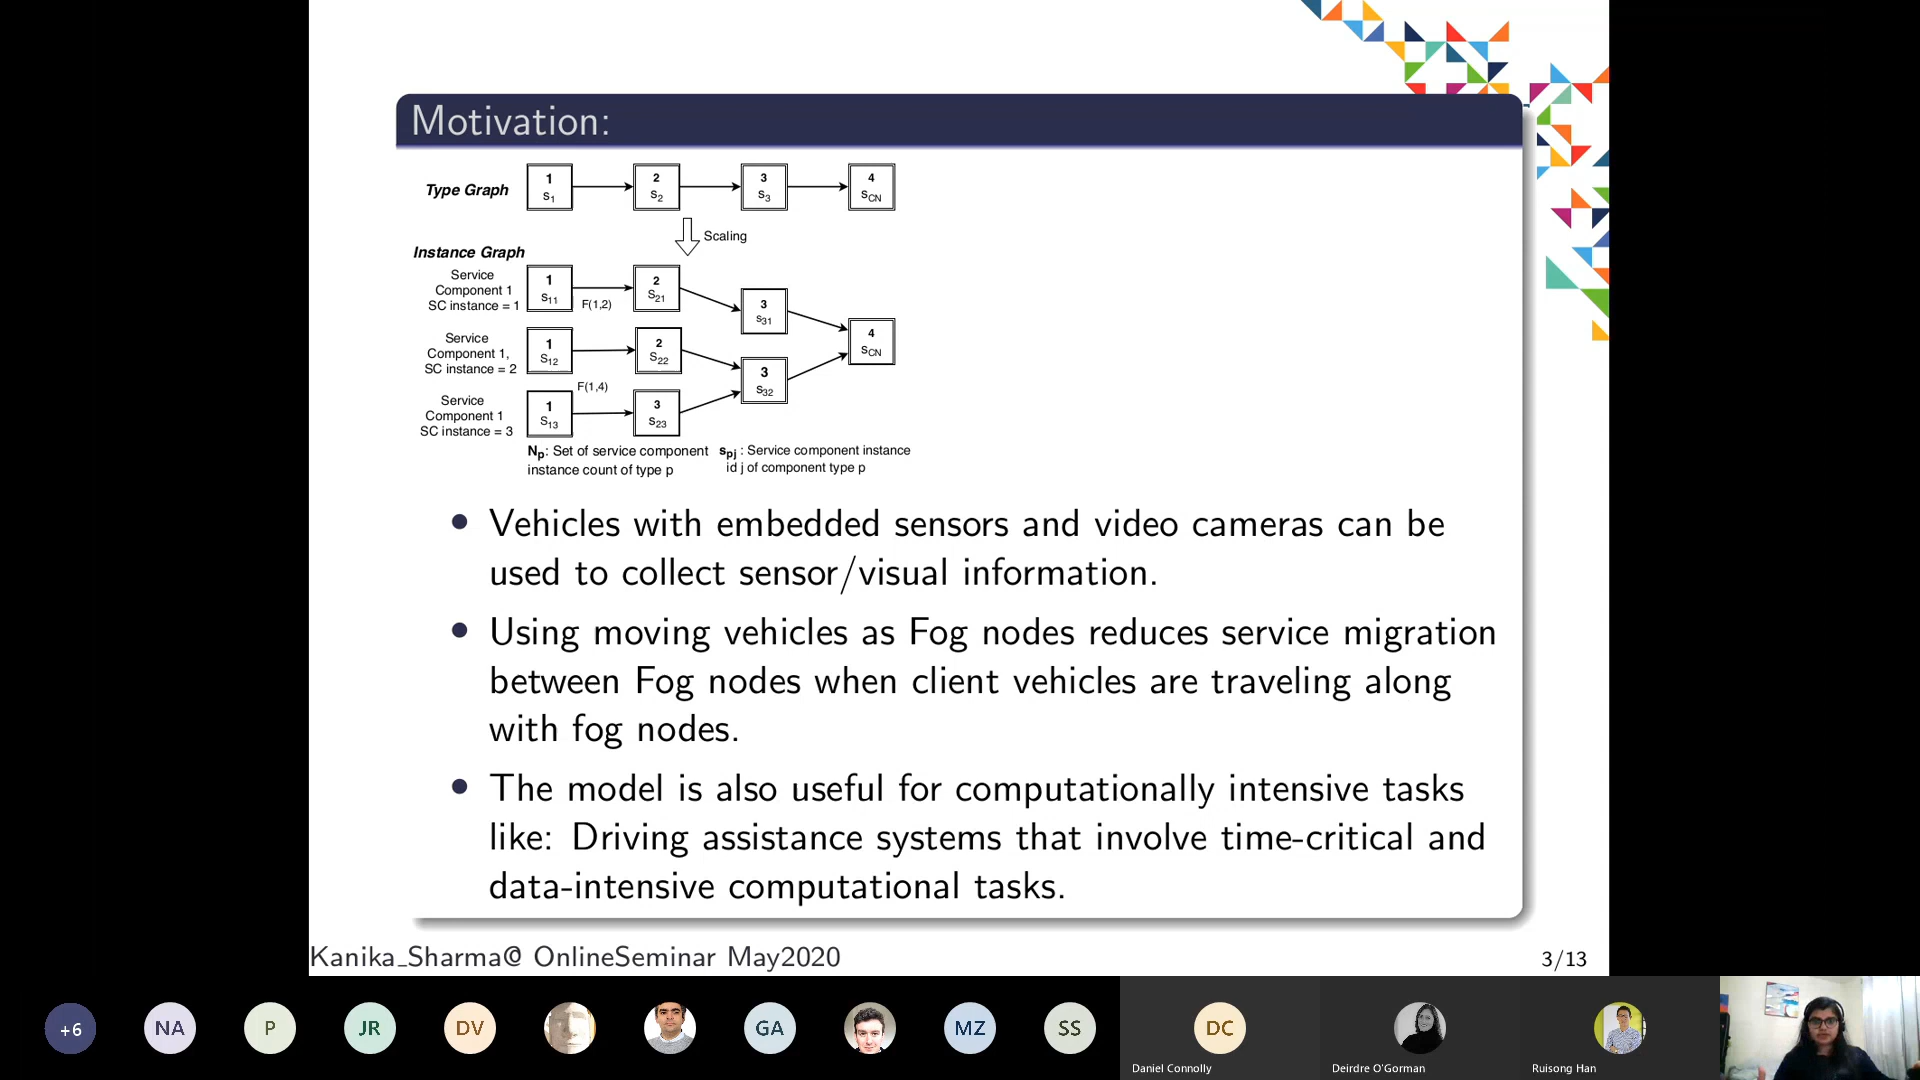 Motivation:
Type Graph
1
s1
2
s2
3
s3
4
sCN
Scaling
Instance Graph
Service
Component 1
SC instance = 1
1
s11
F(1,2)
2
S21
3
s31
4
sCN
Service
Component 1,
SC instance = 2
1
S12
2
S22
3
s32
F(1,4)
Service
Component 1
SC instance = 3
1
S13
3
s23
Np: Set of service component
instance count of type p
spj : Service component instance
id j of component type p
• Vehicles with embedded sensors and video cameras can be
used to collect sensor/visual information.
• Using moving vehicles as Fog nodes reduces service migration
between Fog nodes when client vehicles are traveling along
with fog nodes.
• The model is also useful for computationally intensive tasks
like: Driving assistance systems that involve time-critical and
data-intensive computational tasks.
Kanika_Sharma@ OnlineSeminar May2020
3/13
+6
NA
P
JR
DV
GA
MZ
SS
DC
Daniel Connolly
Deirdre O'Gorman
Ruisong Han